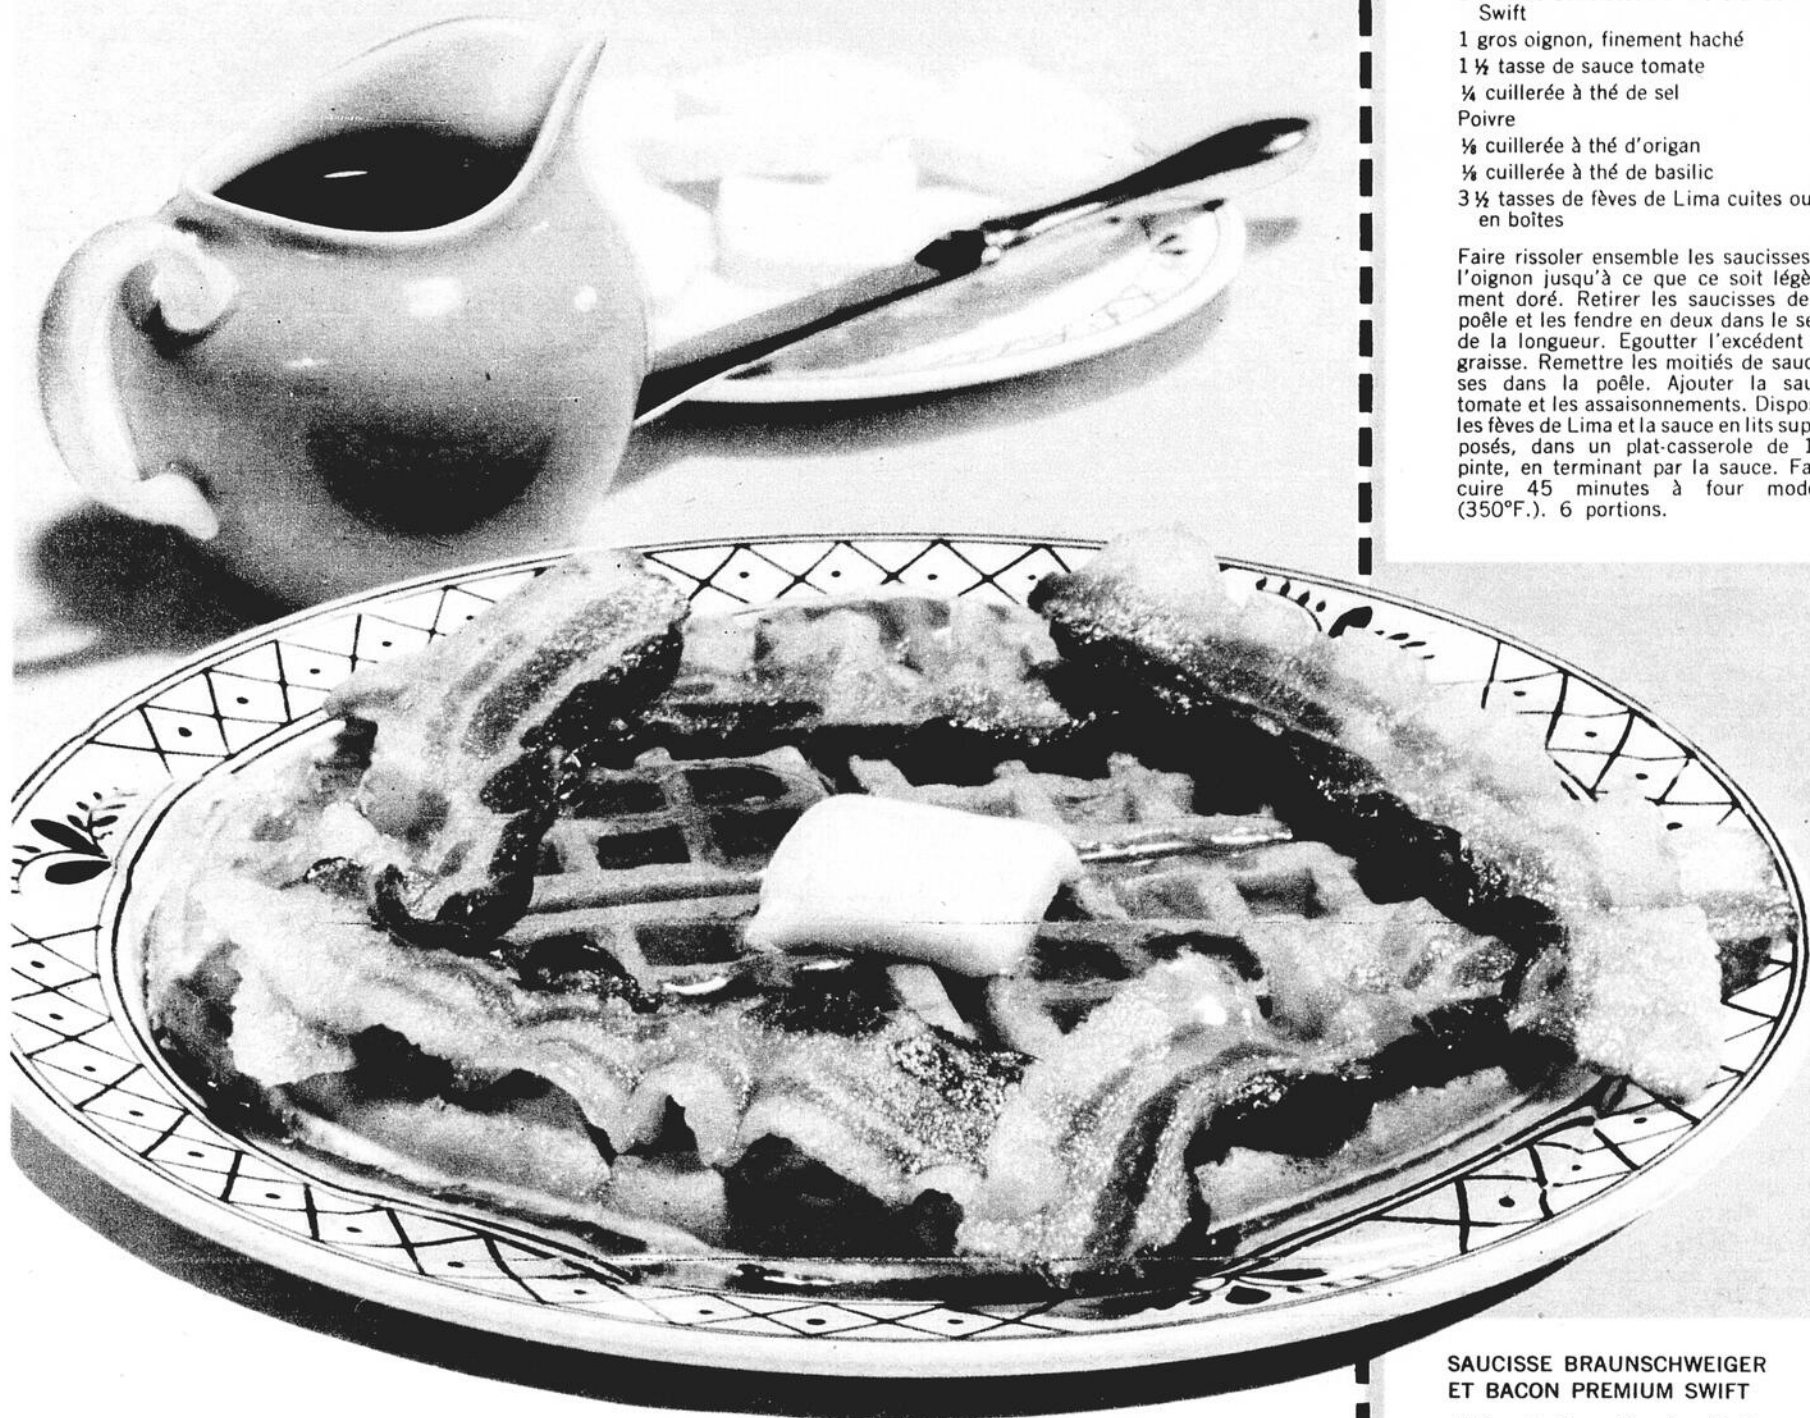 Swift
1 gros oignon, finement haché
1 ½ tasse de sauce tomate
¼ cuillerée à thé de sel
Poivre
⅛ cuillerée à thé d'origan
⅛ cuillerée à thé de basilic
3 ½ tasses de fèves de Lima cuites ou
en boîtes
Faire rissoler ensemble les saucisses
l'oignon jusqu'à ce que ce soit légè
ment doré. Retirer les saucisses de
poêle et les fendre en deux dans le se
de la longueur. Egoutter l'excédent
graisse. Remettre les moitiés de sauc
ses dans la poêle. Ajouter la sau
tomate et les assaisonnements. Dispo
les fèves de Lima et la sauce en lits sup
posés, dans un plat-casserole de 1
pinte, en terminant par la sauce. Fa
cuire 45 minutes à four mod
(350°F.). 6 portions.
SAUCISSE BRAUNSCHWEIGER
ET BACON PREMIUM SWIFT